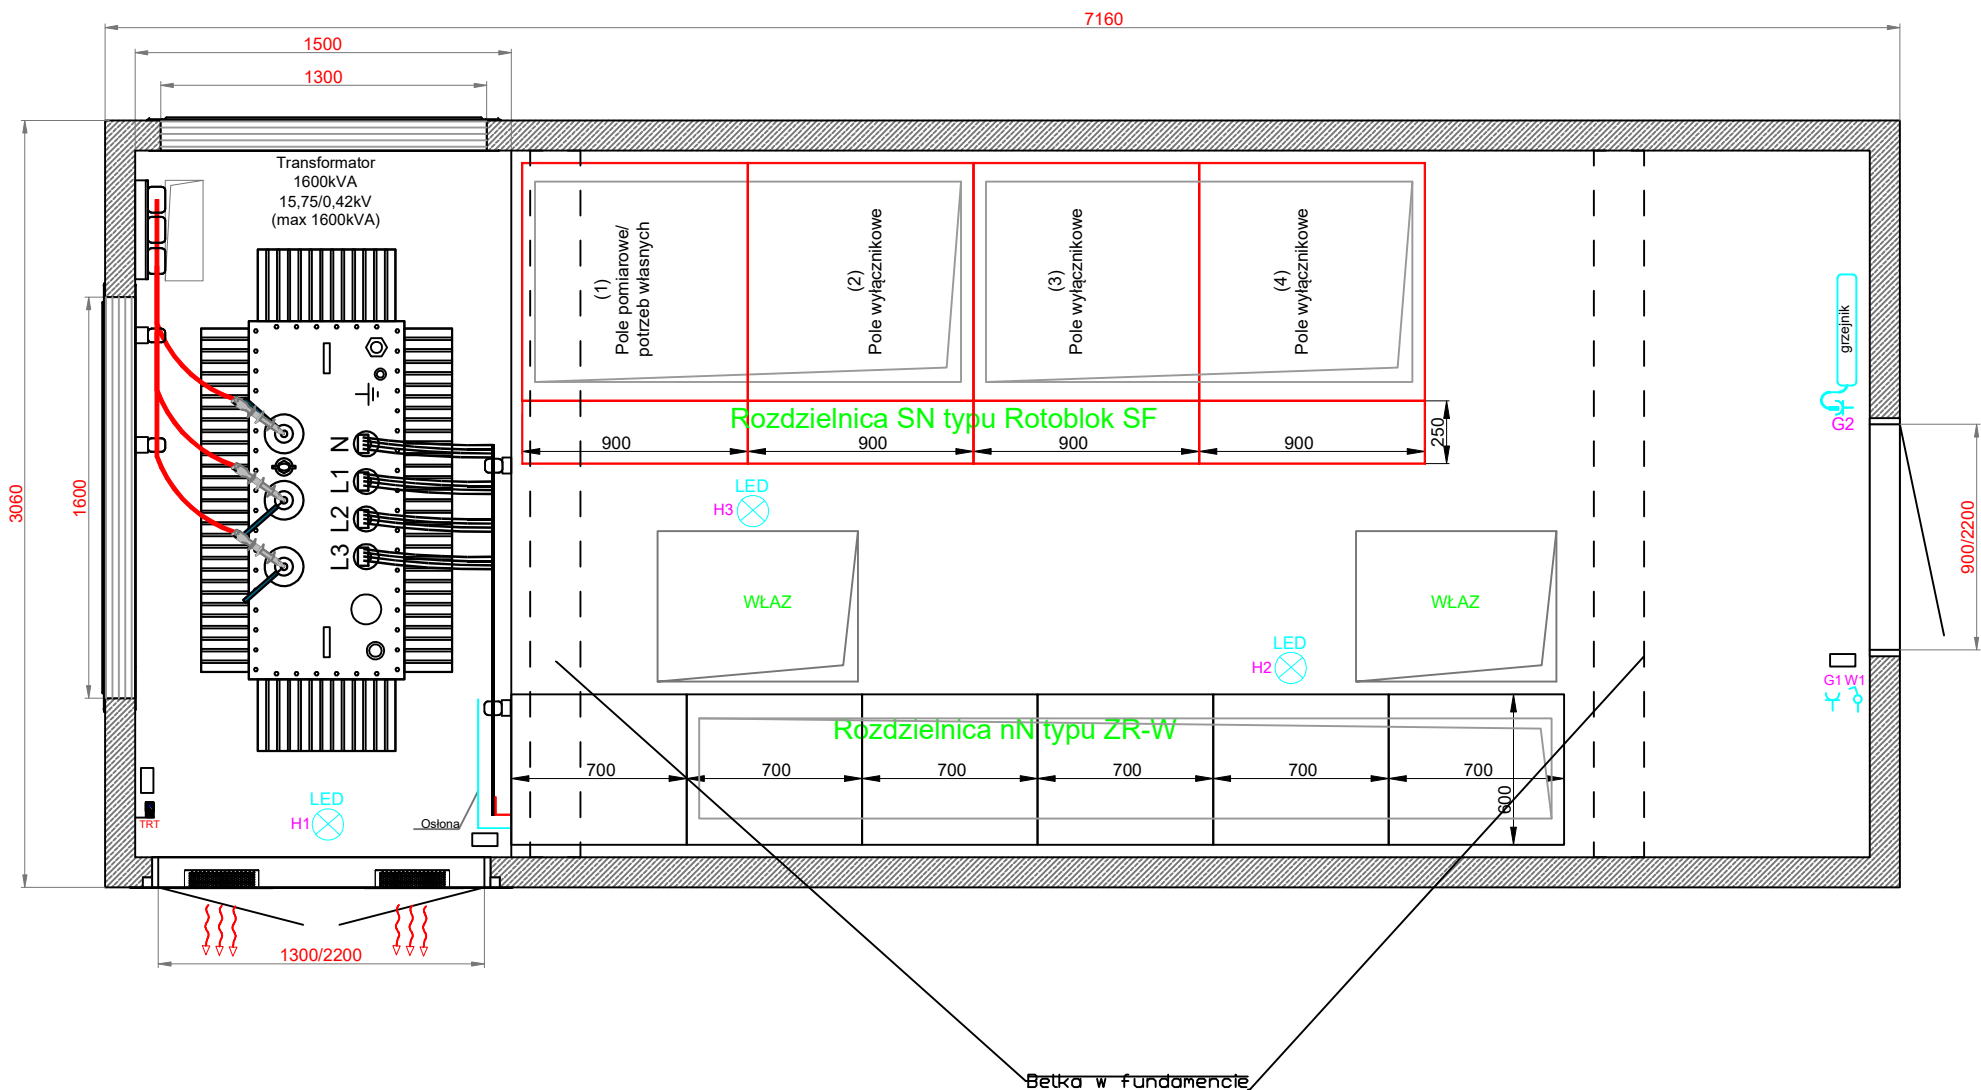 7160
1500
1300
Transformator
1600kVA
15,75/0,42kV
(max 1600kVA)
(1)
Pole pomiarowe/
potrzeb własnych
(2)
Pole wyłącznikowe
(3)
Pole wyłącznikowe
(4)
Pole wyłącznikowe
grzejnik
G2
Rozdzielnica SN typu Rotoblok SF
900
900
900
900
250
3060
1600
N
L1
L2
L3
LED
H3
WŁAZ
WŁAZ
LED
H2
900/2200
G1 W1
Rozdzielnica nN typu ZR-W
700
700
700
700
700
700
600
TRT
LED
H1
Osłona
1300/2200
Belka w fundamencie